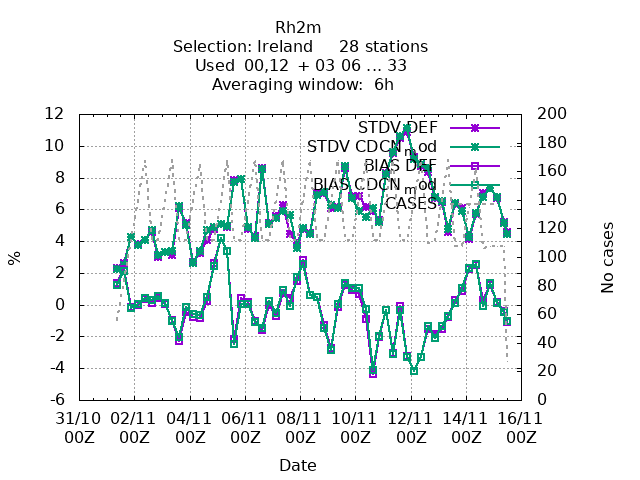 Rh2m
Selection: Ireland 28 stations
Used 00,12 + 03 06 ... 33
Averaging window: 6h
12 200
STDV DEF
180
STDV CDCN_mod
10 160
BIAS DEF
8 140
BIAS CDCN_mod
CASES
6 120
4 100
2 80
0 60
-2 40
-4 20
-6 0
%
No cases
31/10 02/11 04/11 06/11 08/11 10/11 12/11 14/11 16/11
00Z 00Z 00Z 00Z 00Z 00Z 00Z 00Z 00Z
Date